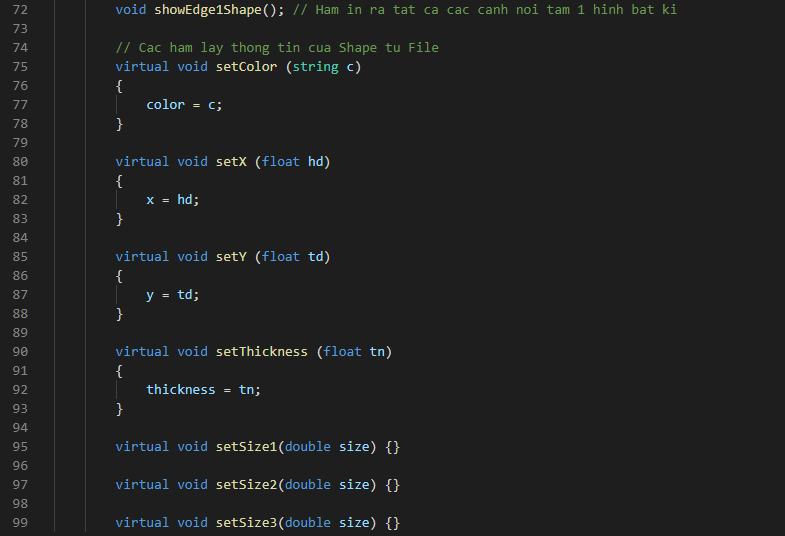 72 void showEdge1Shape(); // Ham in ra tat ca cac canh noi tam 1 hinh bat ki
73
74 // Cac ham lay thong tin cua Shape tu File
75 virtual void setColor (string c)
76 {
77 color = c;
78 }
79
80 virtual void setX (float hd)
81 {
82 x = hd;
83 }
84
85 virtual void setY (float td)
86 {
87 y = td;
88 }
89
90 virtual void setThickness (float tn)
91 {
92 thickness = tn;
93 }
94
95 virtual void setSize1(double size) {}
96
97 virtual void setSize2(double size) {}
98
99 virtual void setSize3(double size) {}